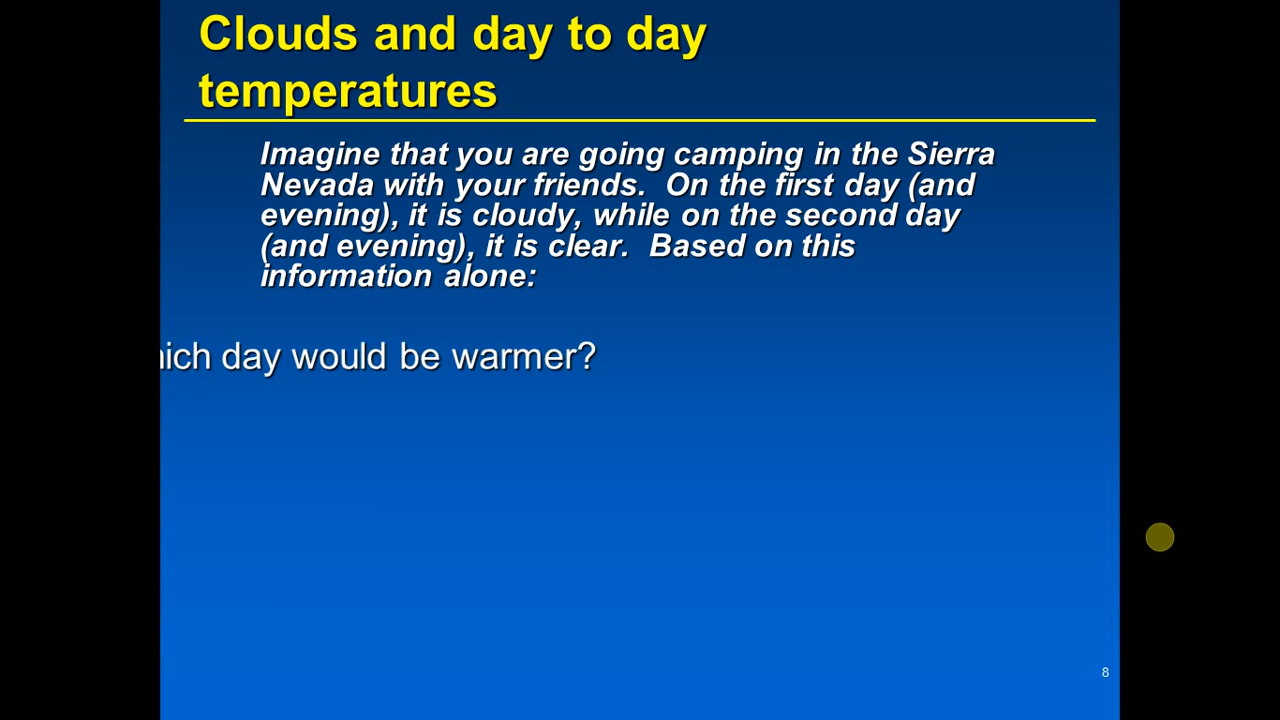 Clouds and day to day
temperatures
Imagine that you are going camping in the Sierra
Nevada with your friends.  On the first day (and
evening), it is cloudy, while on the second day
(and evening), it is clear.  Based on this
information alone:
hich day would be warmer?
8